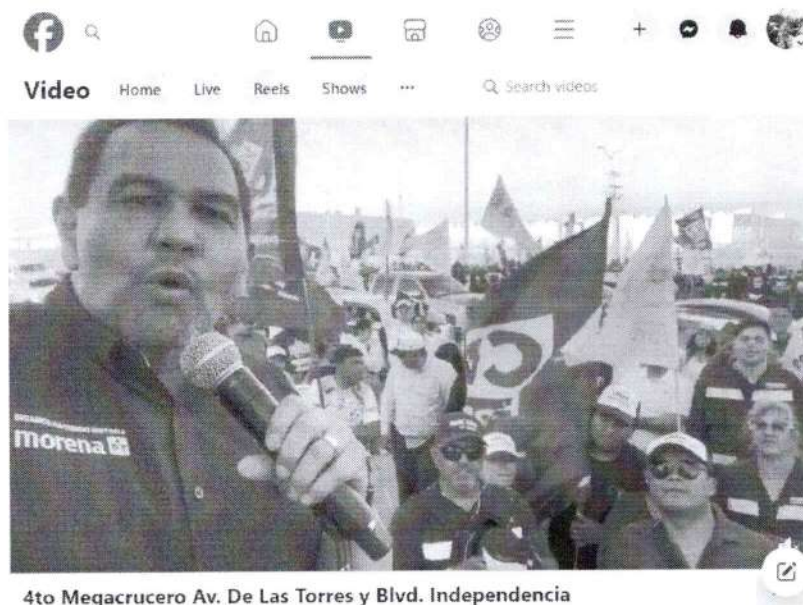 Video Home Live Reels Shows ... Search videos
morena
4to Megacrucero Av. De Las Torres y Blvd. Independencia